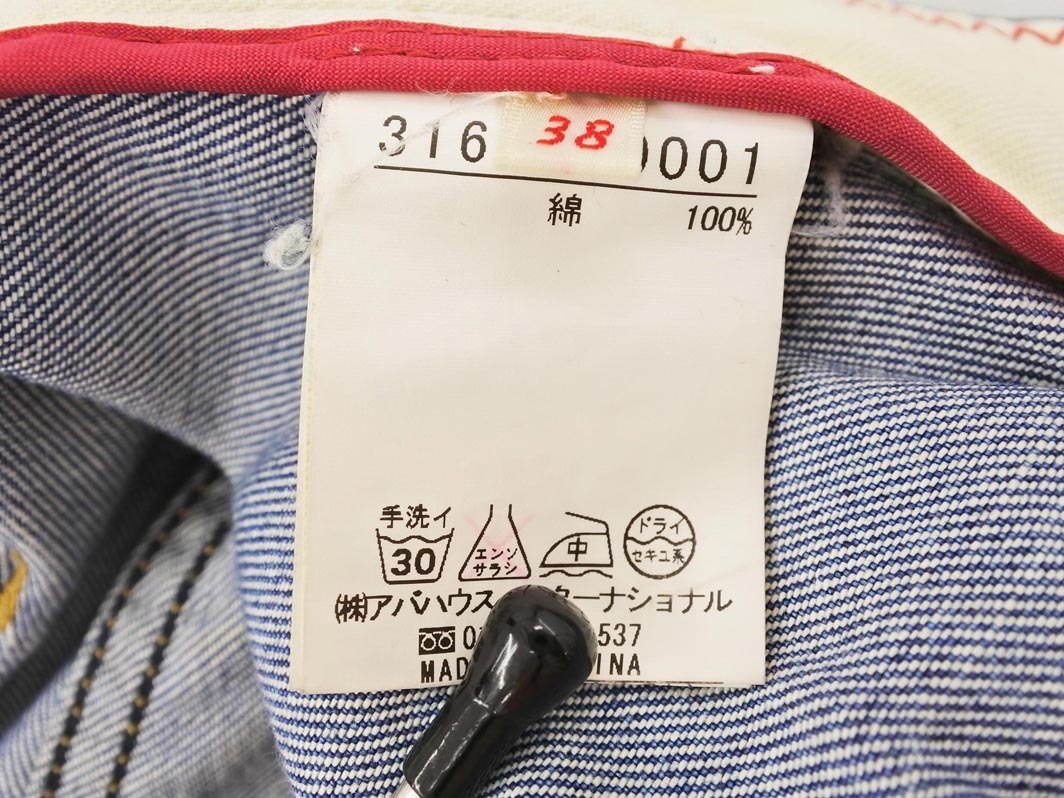 316 38 0001
綿 100%
手洗イ
30 エンソ サラシ 中 ドライ セキユ系
㈱アバハウス ターナショナル
0 537
MAD INA